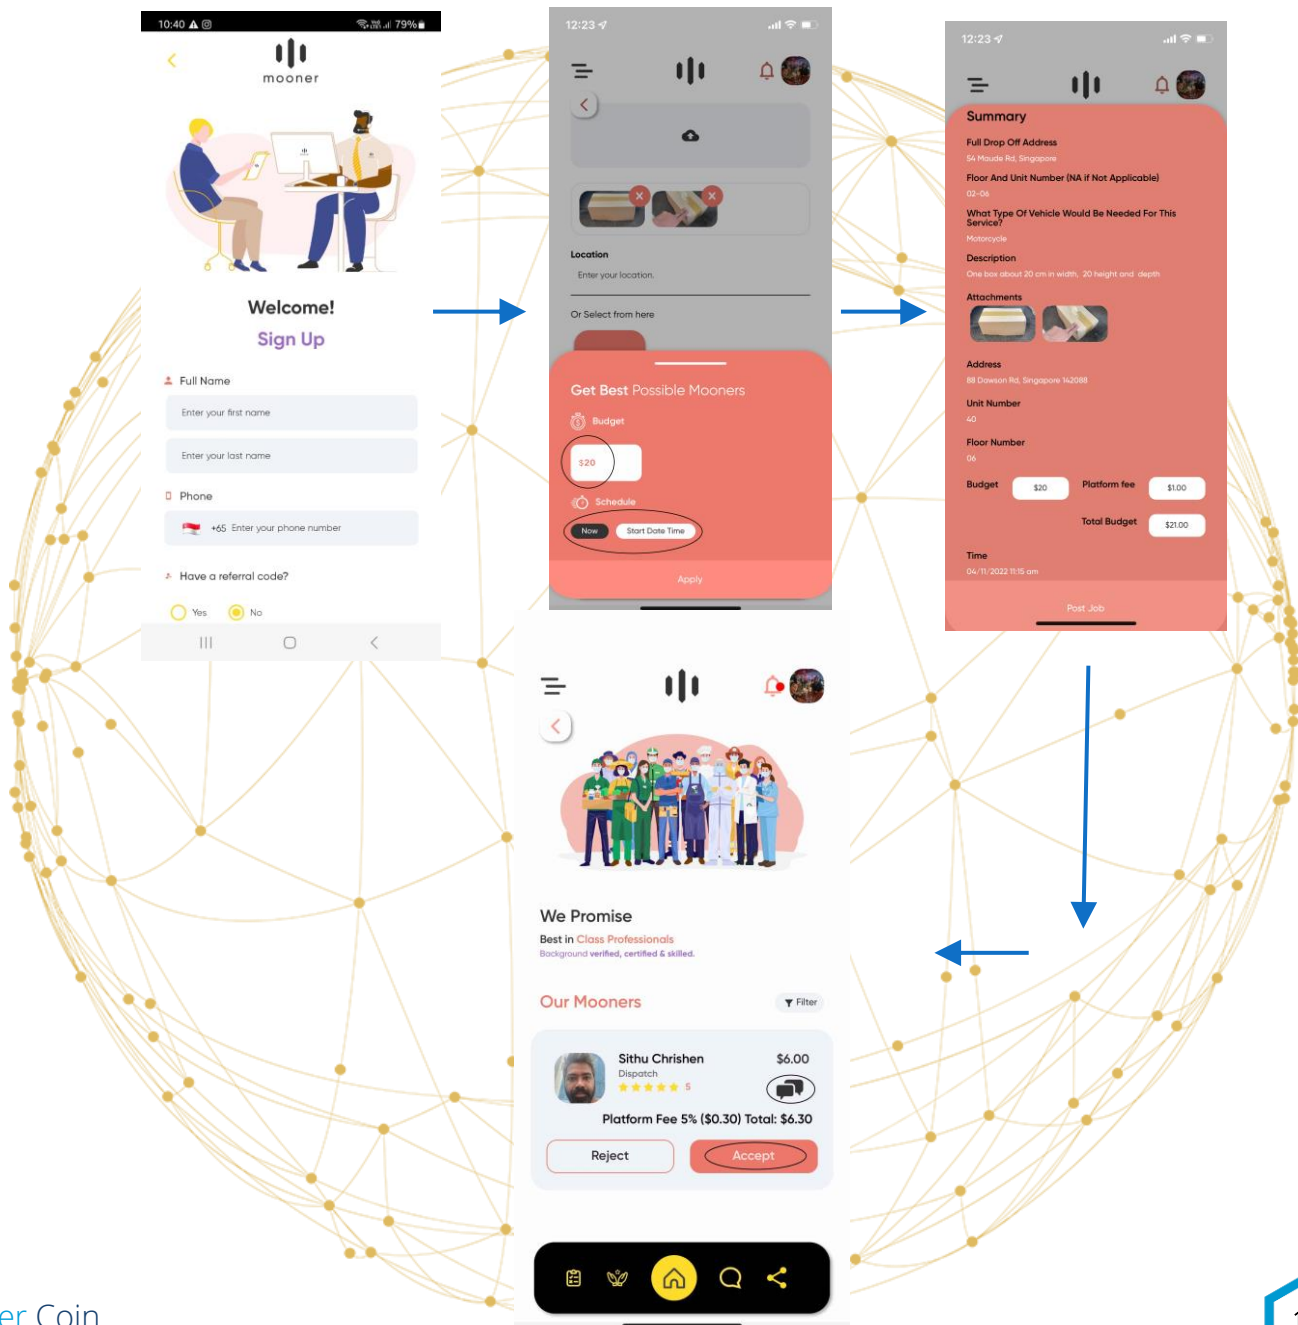 10:40
79%
mooner
Welcome!
Sign Up
Full Name
Enter your first name
Enter your last name
Phone
+65 Enter your phone number
Have a referral code?
Yes No
12:23
Location
Enter your location.
Or Select from here
Get Best Possible Mooners
Budget
$20
Schedule
Now Start Date Time
Apply
12:23
Summary
Full Drop Off Address
54 Maude Rd, Singapore
Floor And Unit Number (NA if Not Applicable)
02-06
What Type Of Vehicle Would Be Needed For This
Service?
Motorcycle
Description
One box about 20 cm in width, 20 height and depth
Attachments
Address
88 Dawson Rd, Singapore 142088
Unit Number
40
Floor Number
06
Budget $20 Platform fee $1.00
Total Budget $21.00
Time
04/11/2022 11:15 am
Post Job
We Promise
Best in Class Professionals
Background verified, certified & skilled.
Our Mooners
Filter
Sithu Chrishen $6.00
Dispatch
5
Platform Fee 5% ($0.30) Total: $6.30
Reject Accept
er Coin